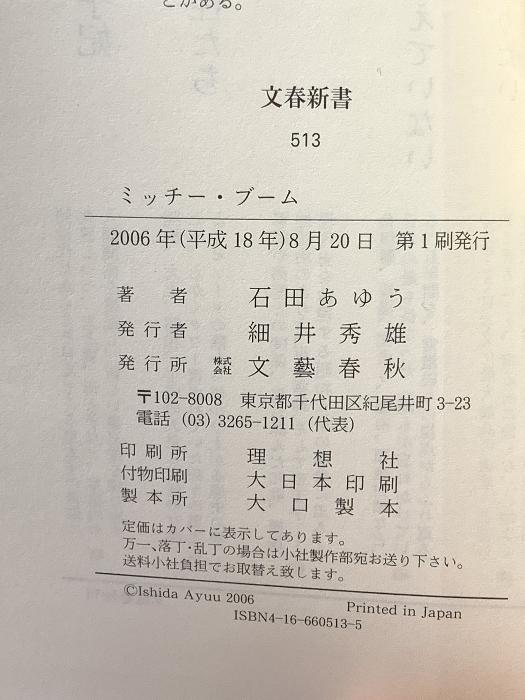 とがある。
文春新書
513
ミッチー・ブーム
2006年(平成18年)8月20日 第1刷発行
著者 石田あゆう
発行者 細井秀雄
発行所 株式会社 文藝春秋
〒102-8008 東京都千代田区紀尾井町3-23
電話 (03) 3265-1211 (代表)
印刷所 理想社
付物印刷 大日本印刷
製本所 大口製本
定価はカバーに表示してあります。
万一、落丁・乱丁の場合は小社製作部宛お送り下さい。
送料小社負担でお取替え致します。
©Ishida Ayuu 2006 Printed in Japan
ISBN4-16-660513-5